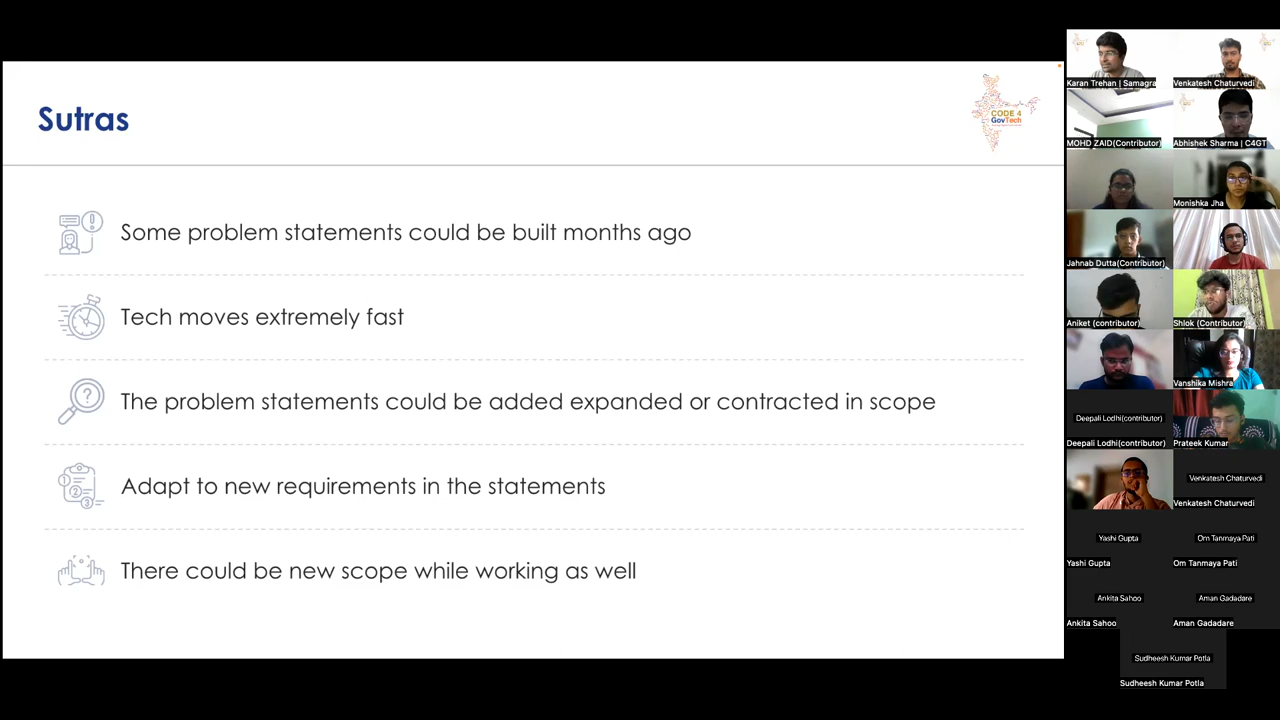 Sutras
CODE 4
GovTech
Some problem statements could be built months ago
Tech moves extremely fast
The problem statements could be added expanded or contracted in scope
Adapt to new requirements in the statements
There could be new scope while working as well
Karan Trehan | Samagra
Venkatesh Chaturvedi
MOHD ZAID(Contributor)
Abhishek Sharma | C4GT
Monishka Jha
Jahnab Dutta(Contributor)
Aniket (contributor)
Shlok (Contributor)
Vanshika Mishra
Deepali Lodhi(contributor)
Deepali Lodhi(contributor)
Prateek Kumar
Venkatesh Chaturvedi
Venkatesh Chaturvedi
Yashi Gupta
Yashi Gupta
Om Tanmaya Pati
Om Tanmaya Pati
Ankita Sahoo
Ankita Sahoo
Aman Gadadare
Aman Gadadare
Sudheesh Kumar Potla
Sudheesh Kumar Potla